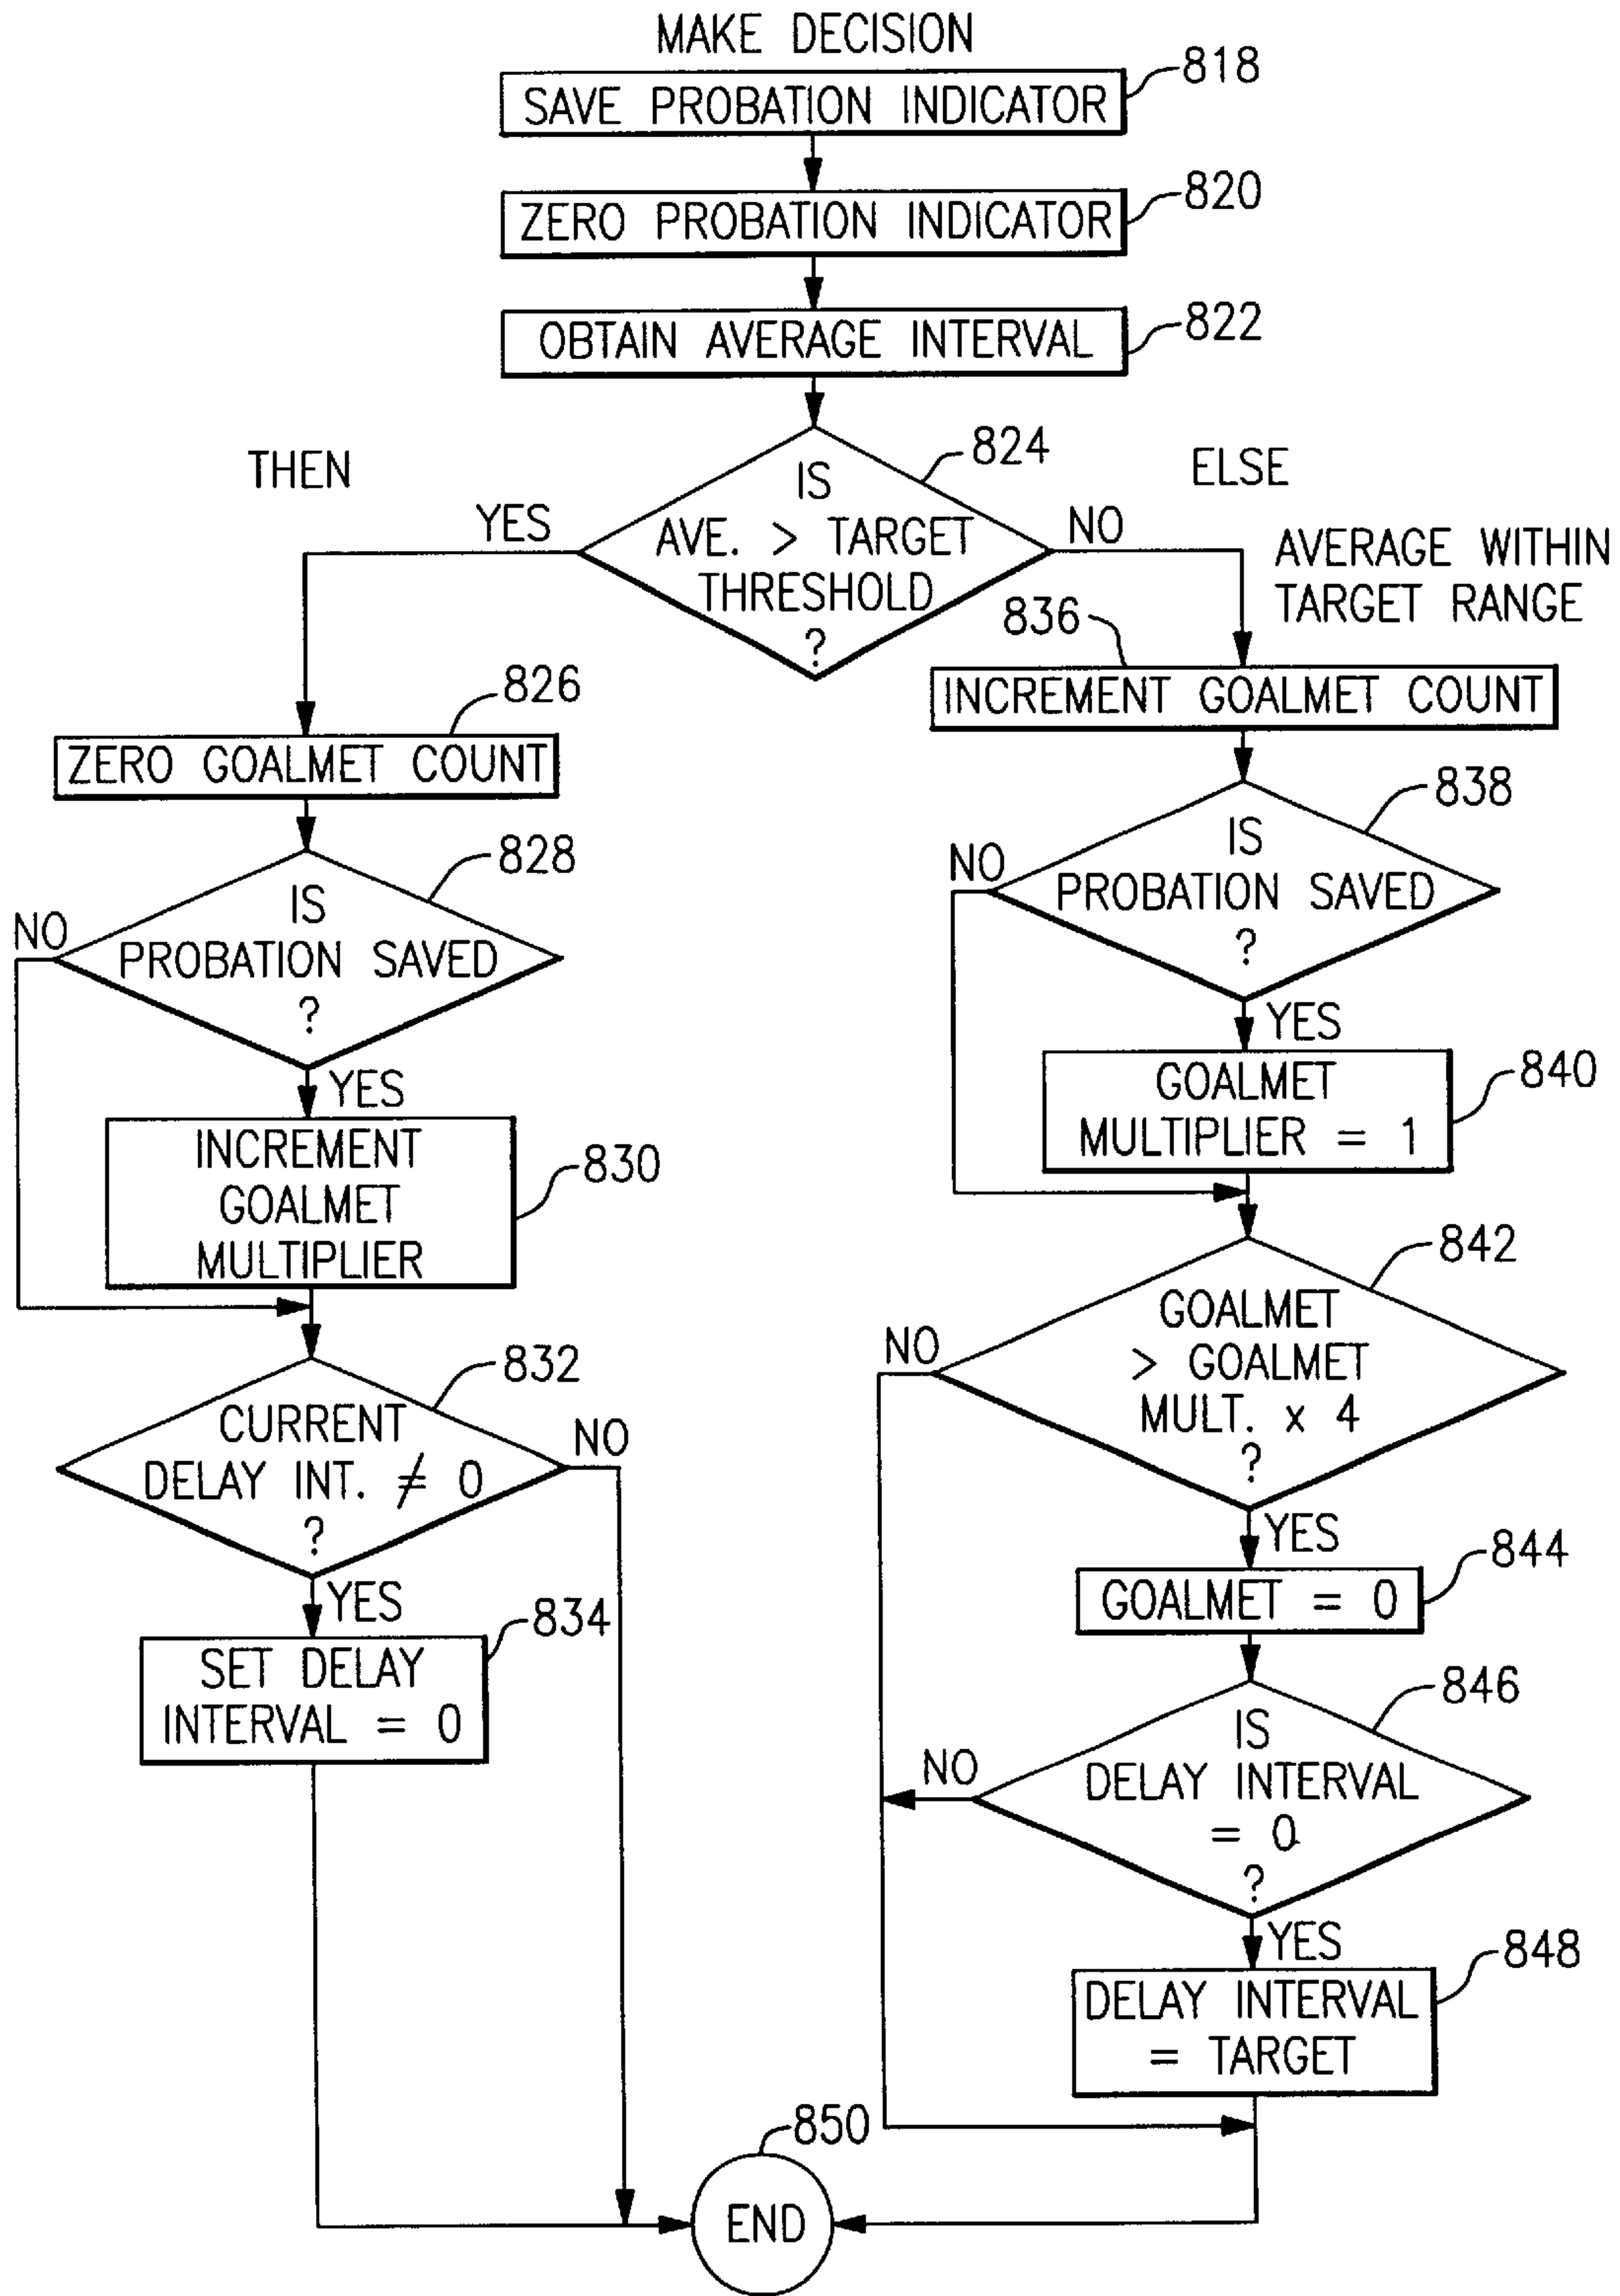 MAKE DECISION
818
SAVE PROBATION INDICATOR
820
ZERO PROBATION INDICATOR
822
OBTAIN AVERAGE INTERVAL
824
IS
AVE. > TARGET
THRESHOLD
?
THEN
YES
826
ZERO GOALMET COUNT
828
IS
PROBATION SAVED
?
NO
YES
830
INCREMENT
GOALMET
MULTIPLIER
832
CURRENT
DELAY INT. ≠ 0
?
NO
YES
834
SET DELAY
INTERVAL = 0
ELSE
NO
AVERAGE WITHIN
TARGET RANGE
836
INCREMENT GOALMET COUNT
838
IS
PROBATION SAVED
?
NO
YES
840
GOALMET
MULTIPLIER = 1
842
GOALMET
> GOALMET
MULT. x 4
?
NO
YES
844
GOALMET = 0
846
IS
DELAY INTERVAL
= 0
?
NO
YES
848
DELAY INTERVAL
= TARGET
850
END